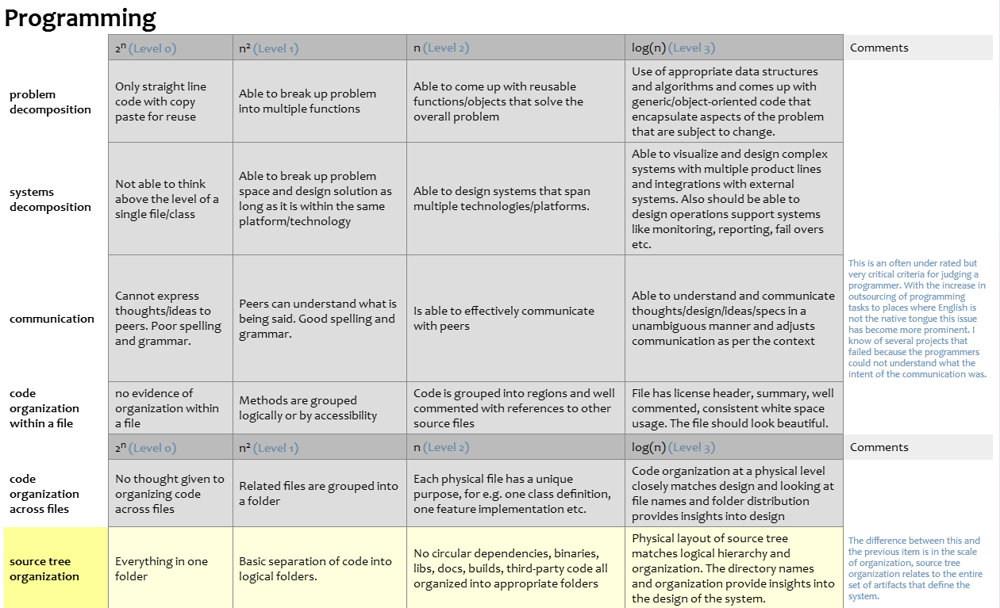 Programming
2ⁿ (Level 0)
n² (Level 1)
n (Level 2)
log(n) (Level 3)
Comments
problem
decomposition
Only straight line
code with copy
paste for reuse
Able to break up problem
into multiple functions
Able to come up with reusable
functions/objects that solve the
overall problem
Use of appropriate data structures
and algorithms and comes up with
generic/object-oriented code that
encapsulate aspects of the problem
that are subject to change.
systems
decomposition
Not able to think
above the level of a
single file/class
Able to break up problem
space and design solution as
long as it is within the same
platform/technology
Able to design systems that span
multiple technologies/platforms.
Able to visualize and design complex
systems with multiple product lines
and integrations with external
systems. Also should be able to
design operations support systems
like monitoring, reporting, fail overs
etc.
communication
Cannot express
thoughts/ideas to
peers. Poor spelling
and grammar.
Peers can understand what is
being said. Good spelling and
grammar.
Is able to effectively communicate
with peers
Able to understand and communicate
thoughts/design/ideas/specs in a
unambiguous manner and adjusts
communication as per the context
This is an often under rated but
very critical criteria for judging a
programmer. With the increase in
outsourcing of programming
tasks to places where English is
not the native tongue this issue
has become more prominent. I
know of several projects that
failed because the programmers
could not understand what the
intent of the communication was.
code
organization
within a file
no evidence of
organization within
a file
Methods are grouped
logically or by accessibility
Code is grouped into regions and well
commented with references to other
source files
File has license header, summary, well
commented, consistent white space
usage. The file should look beautiful.
2ⁿ (Level 0)
n² (Level 1)
n (Level 2)
log(n) (Level 3)
Comments
code
organization
across files
No thought given to
organizing code
across files
Related files are grouped into
a folder
Each physical file has a unique
purpose, for e.g. one class definition,
one feature implementation etc.
Code organization at a physical level
closely matches design and looking at
file names and folder distribution
provides insights into design
source tree
organization
Everything in one
folder
Basic separation of code into
logical folders.
No circular dependencies, binaries,
libs, docs, builds, third-party code all
organized into appropriate folders
Physical layout of source tree
matches logical hierarchy and
organization. The directory names
and organization provide insights into
the design of the system.
The difference between this and
the previous item is in the scale
of organization, source tree
organization relates to the entire
set of artifacts that define the
system.